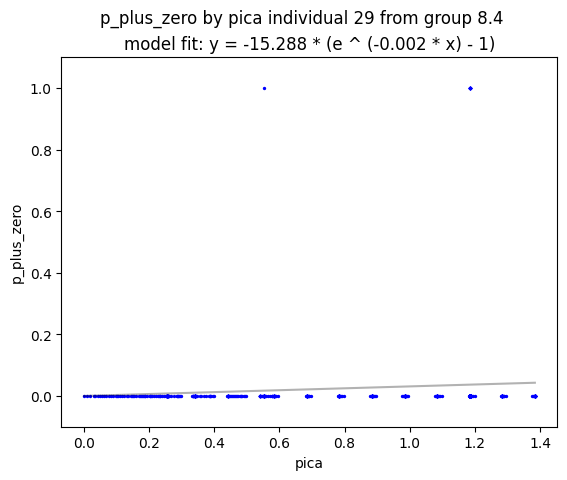 p_plus_zero by pica individual 29 from group 8.4
model fit: y = -15.288 * (e ^ (-0.002 * x) - 1)
1.0
0.8
0.6
0.4
0.2
0.0
p_plus_zero
0.0 0.2 0.4 0.6 0.8 1.0 1.2 1.4
pica